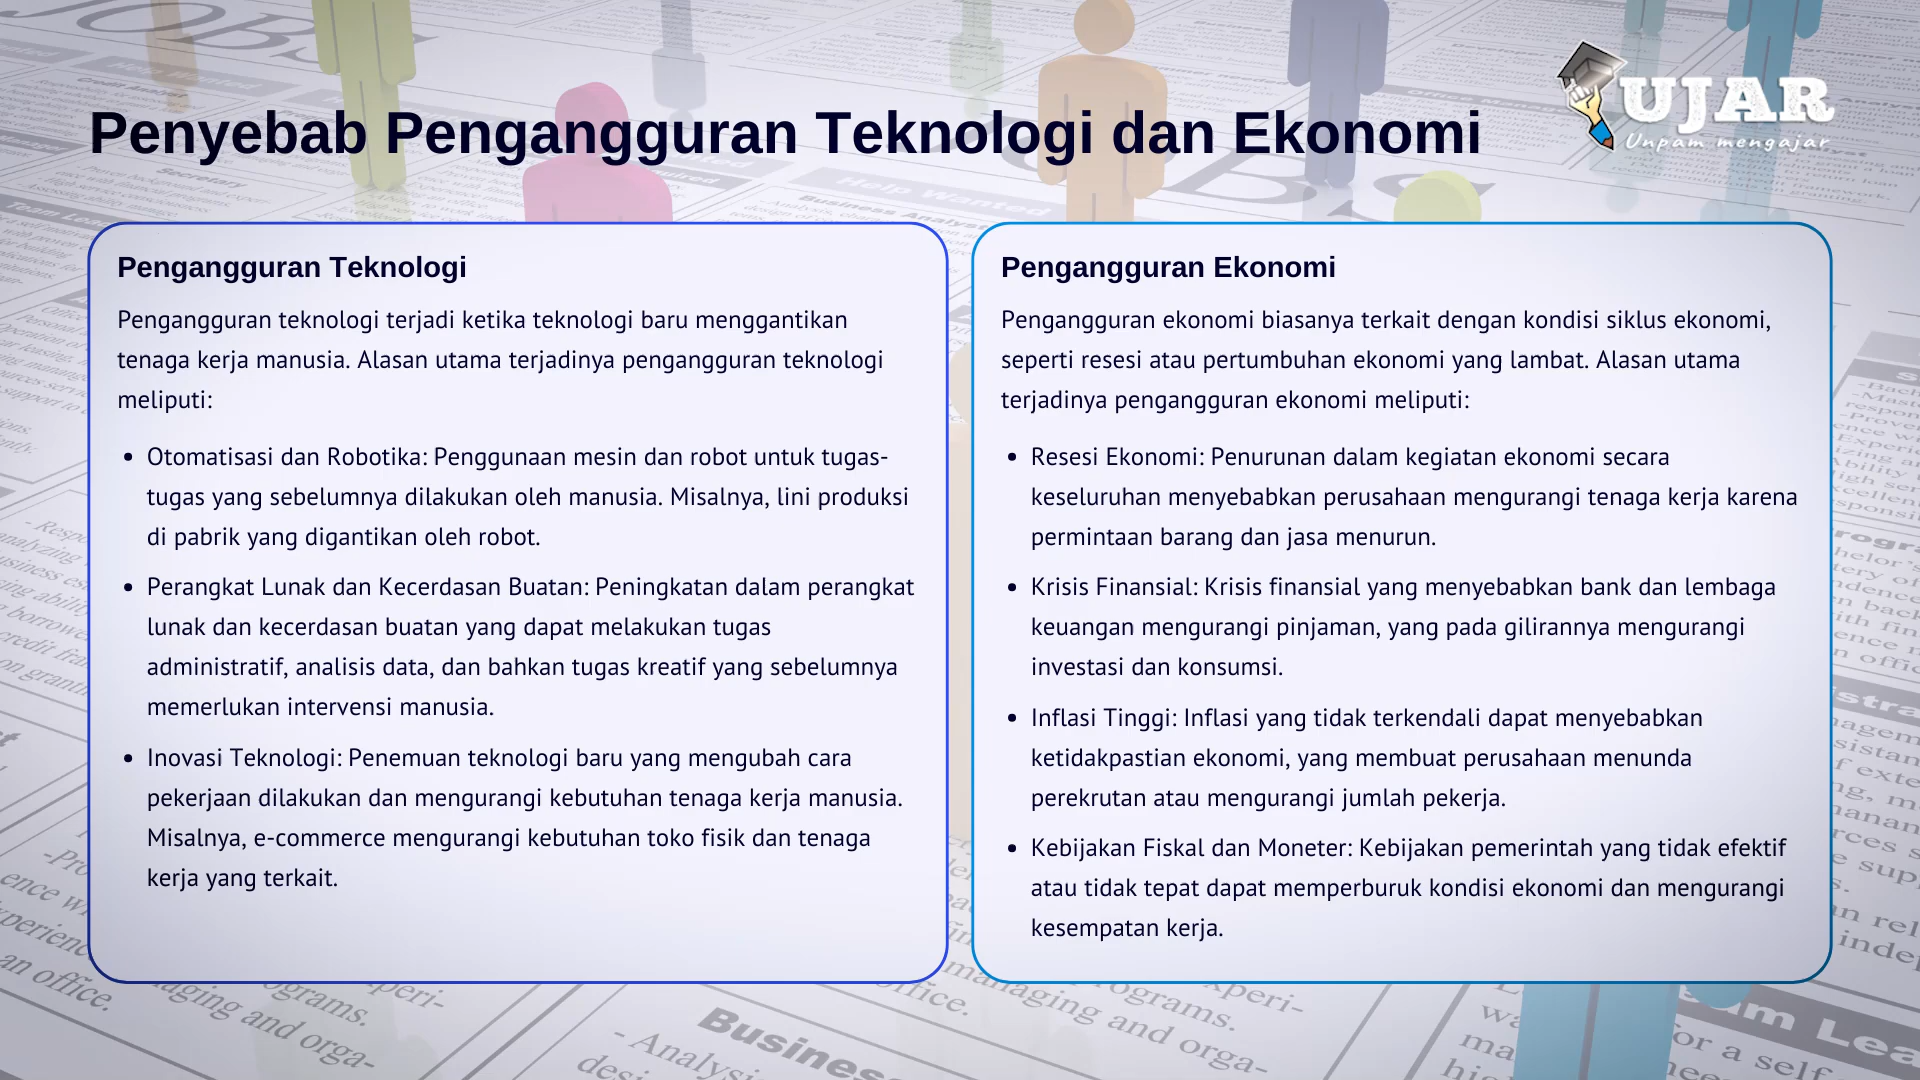 JOBS
UJAR
Unpam mengajar
Penyebab Pengangguran Teknologi dan Ekonomi
Pengangguran Teknologi
Pengangguran teknologi terjadi ketika teknologi baru menggantikan
tenaga kerja manusia. Alasan utama terjadinya pengangguran teknologi
meliputi:
• Otomatisasi dan Robotika: Penggunaan mesin dan robot untuk tugas-
tugas yang sebelumnya dilakukan oleh manusia. Misalnya, lini produksi
di pabrik yang digantikan oleh robot.
• Perangkat Lunak dan Kecerdasan Buatan: Peningkatan dalam perangkat
lunak dan kecerdasan buatan yang dapat melakukan tugas
administratif, analisis data, dan bahkan tugas kreatif yang sebelumnya
memerlukan intervensi manusia.
• Inovasi Teknologi: Penemuan teknologi baru yang mengubah cara
pekerjaan dilakukan dan mengurangi kebutuhan tenaga kerja manusia.
Misalnya, e-commerce mengurangi kebutuhan toko fisik dan tenaga
kerja yang terkait.
Pengangguran Ekonomi
Pengangguran ekonomi biasanya terkait dengan kondisi siklus ekonomi,
seperti resesi atau pertumbuhan ekonomi yang lambat. Alasan utama
terjadinya pengangguran ekonomi meliputi:
• Resesi Ekonomi: Penurunan dalam kegiatan ekonomi secara
keseluruhan menyebabkan perusahaan mengurangi tenaga kerja karena
permintaan barang dan jasa menurun.
• Krisis Finansial: Krisis finansial yang menyebabkan bank dan lembaga
keuangan mengurangi pinjaman, yang pada gilirannya mengurangi
investasi dan konsumsi.
• Inflasi Tinggi: Inflasi yang tidak terkendali dapat menyebabkan
ketidakpastian ekonomi, yang membuat perusahaan menunda
perekrutan atau mengurangi jumlah pekerja.
• Kebijakan Fiskal dan Moneter: Kebijakan pemerintah yang tidak efektif
atau tidak tepat dapat memperburuk kondisi ekonomi dan mengurangi
kesempatan kerja.